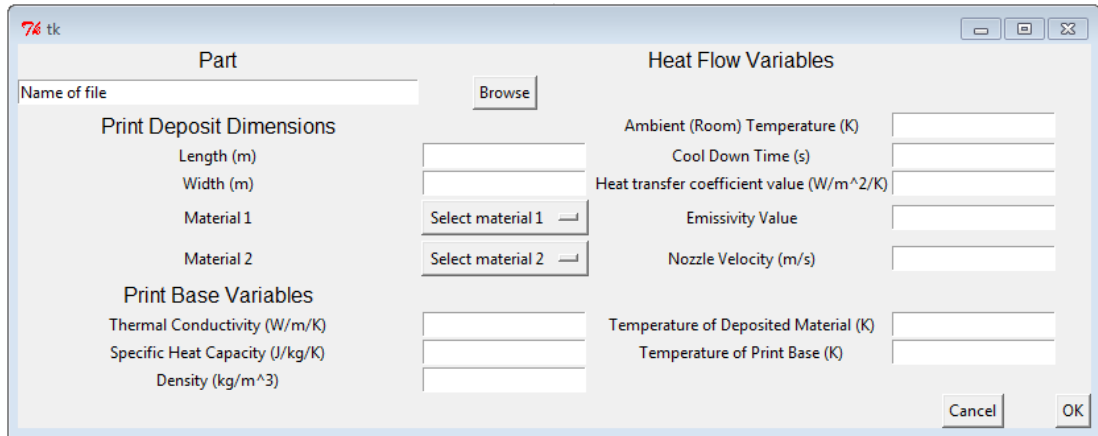 tk
Part
Heat Flow Variables
Name of file
Browse
Print Deposit Dimensions
Ambient (Room) Temperature (K)
Length (m)
Cool Down Time (s)
Width (m)
Heat transfer coefficient value (W/m^2/K)
Material 1
Select material 1
Emissivity Value
Material 2
Select material 2
Nozzle Velocity (m/s)
Print Base Variables
Thermal Conductivity (W/m/K)
Temperature of Deposited Material (K)
Specific Heat Capacity (J/kg/K)
Temperature of Print Base (K)
Density (kg/m^3)
Cancel
OK